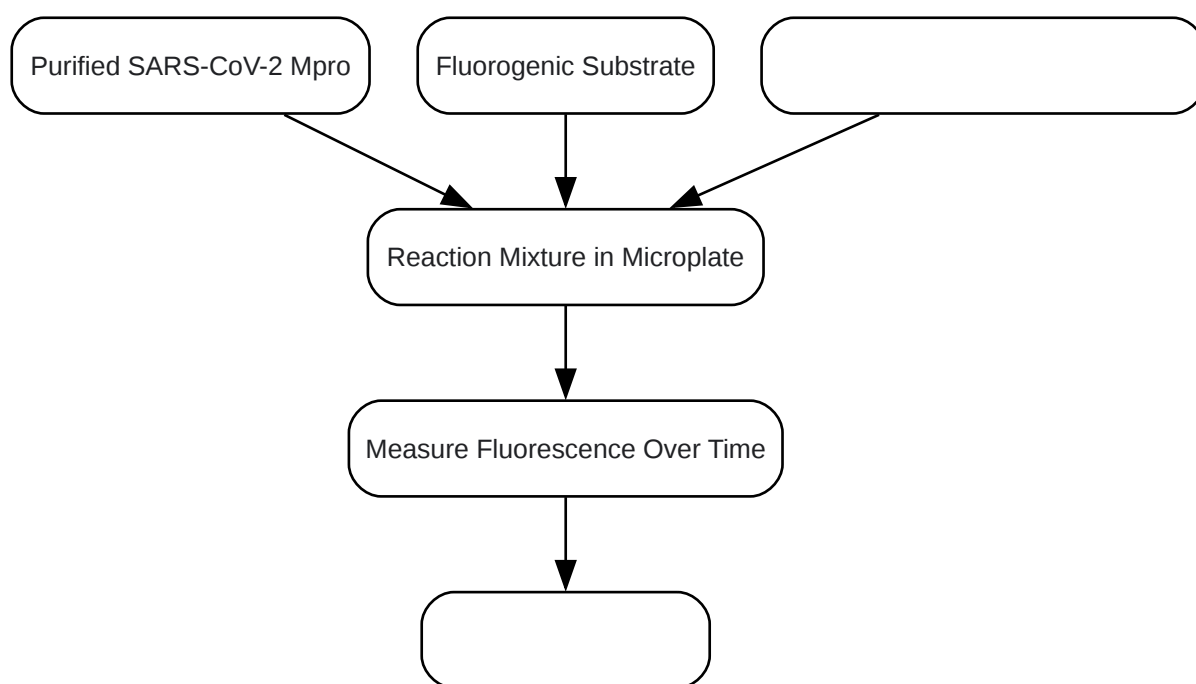 Purified SARS-CoV-2 Mpro
Fluorogenic Substrate
Reaction Mixture in Microplate
Measure Fluorescence Over Time